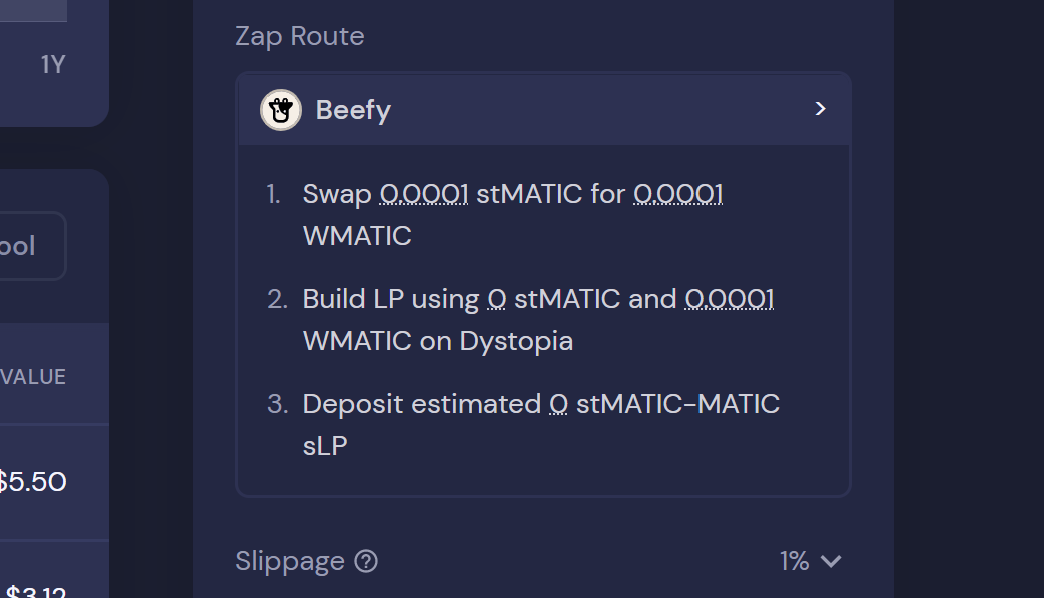 Zap Route
1Y
Beefy
1. Swap 0.0001 stMATIC for 0.0001
WMATIC
ool
2. Build LP using 0 stMATIC and 0.0001
WMATIC on Dystopia
VALUE
3. Deposit estimated 0 stMATIC-MATIC
sLP
$5.50
Slippage ? 1%
$3.12